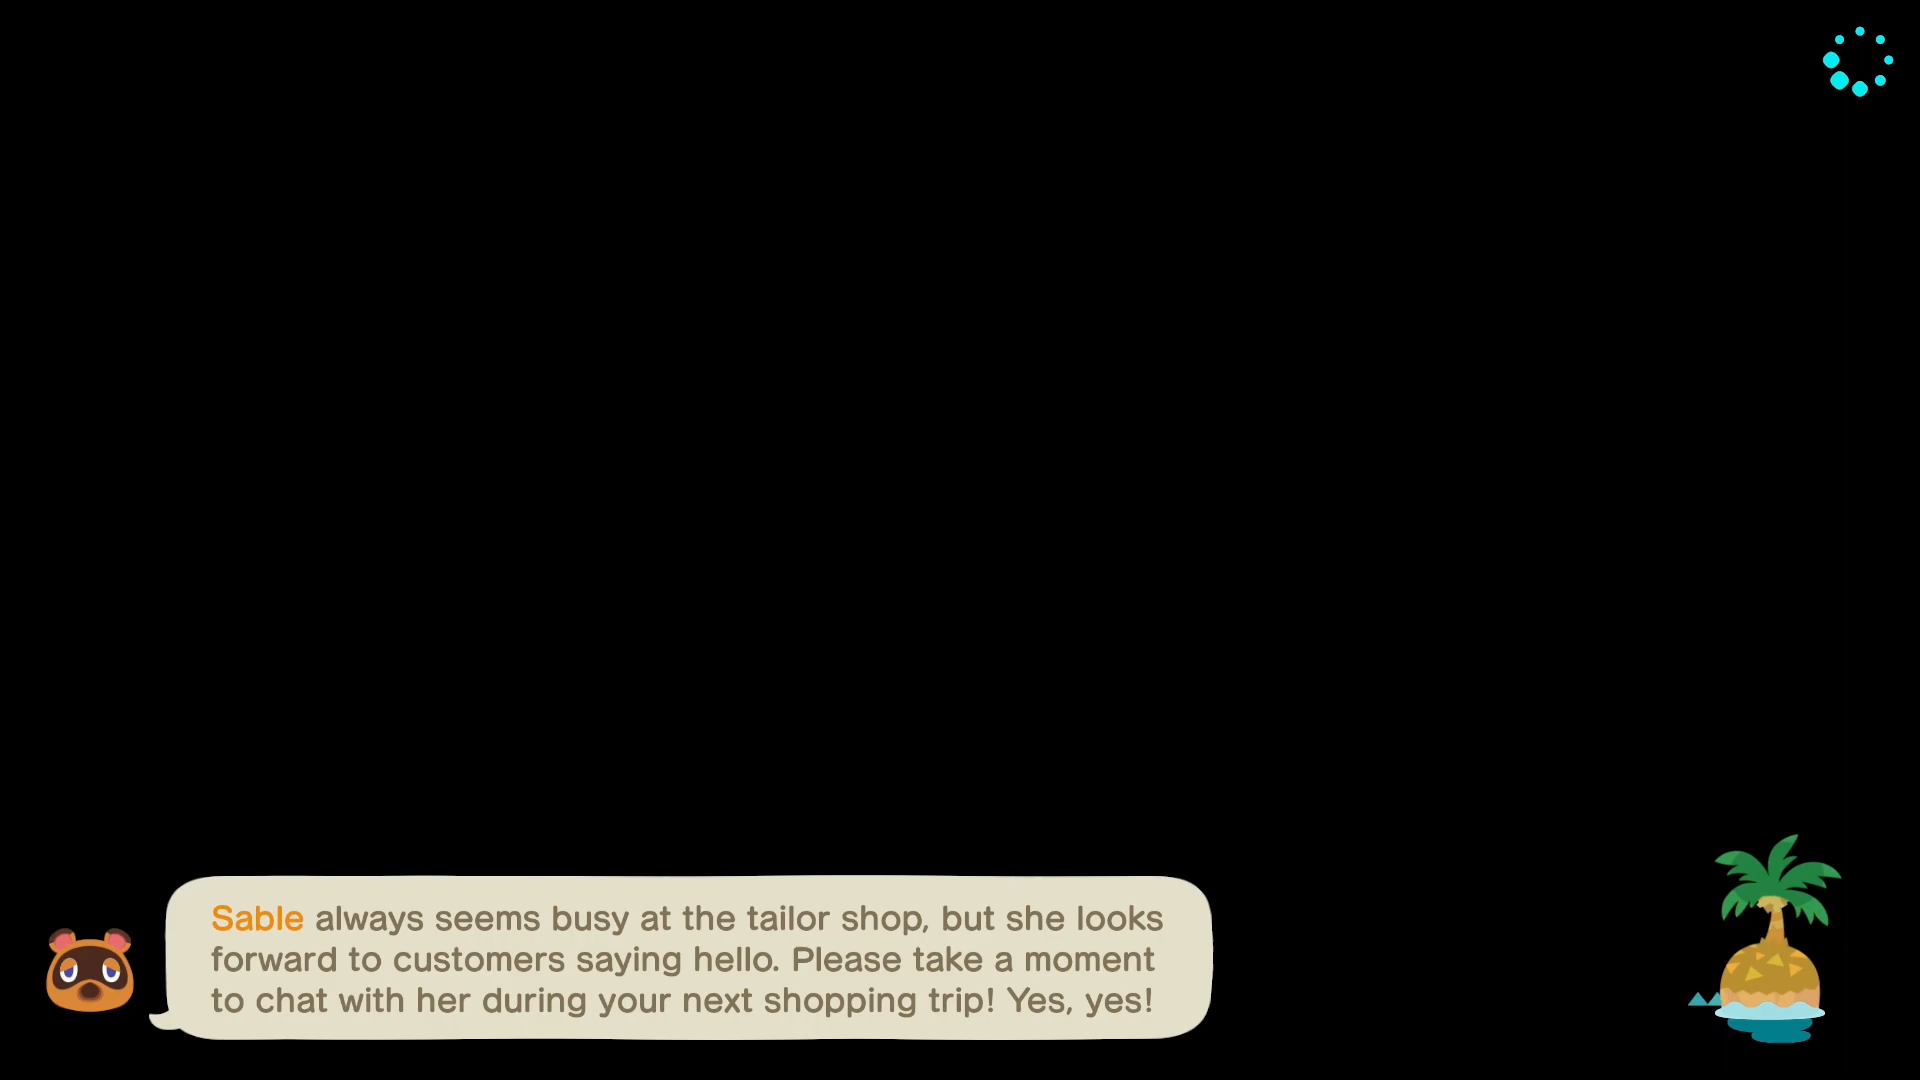 Sable always seems busy at the tailor shop, but she looks
forward to customers saying hello. Please take a moment
to chat with her during your next shopping trip! Yes, yes!